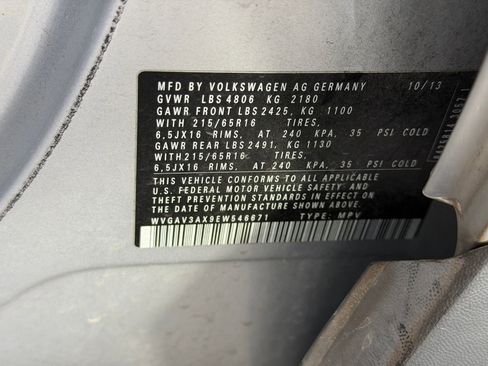 MFD BY VOLKSWAGEN AG GERMANY 10/13
GVWR LBS 4806 KG 2180
GAWR FRONT LBS 2425, KG 1100
WITH 215/65R16 TIRES,
6,5JX16 RIMS, AT 240 KPA, 35 PSI COLD
GAWR REAR LBS 2491, KG 1130
WITH 215/65R16 TIRES,
6,5JX16 RIMS, AT 240 KPA, 35 PSI COLD
THIS VEHICLE CONFORMS TO ALL APPLICABLE
U.S. FEDERAL MOTOR VEHICLE SAFETY AND
THEFT PREVENTION STANDARDS IN EFFECT ON
THE DATE OF MANUFACTURE SHOWN ABOVE
WVGAV3AX9EW546671 TYPE: MPV